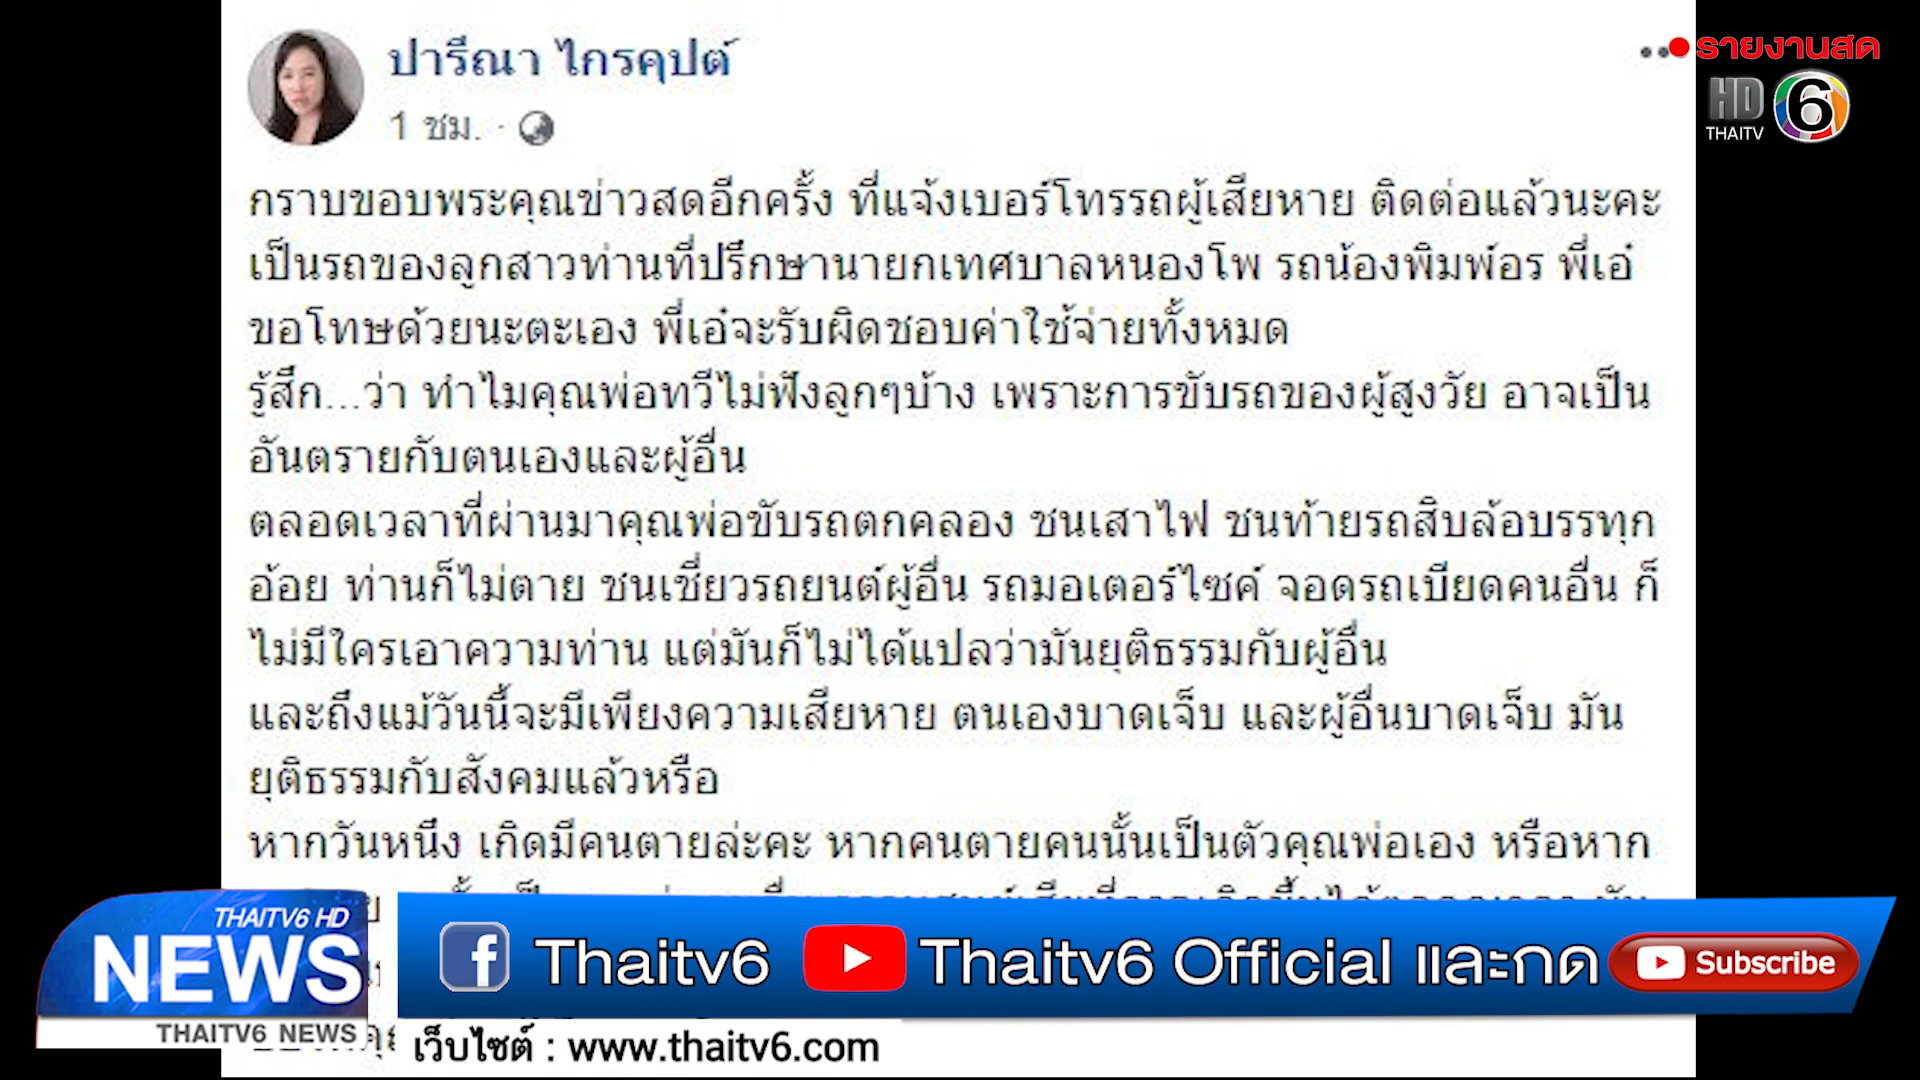 ปารีณา ไกรคุปต์
1 ชม. ·
รายงานสด
HD 6
THAITV
กราบขอบพระคุณข่าวสดอีกครั้ง ที่แจ้งเบอร์โทรรถผู้เสียหาย ติดต่อแล้วนะคะ
เป็นรถของลูกสาวท่านที่ปรึกษานายกเทศบาลหนองโพ รถน้องพิมพ์อร พี่เอ๋
ขอโทษด้วยนะตะเอง พี่เอ๋จะรับผิดชอบค่าใช้จ่ายทั้งหมด
รู้สึก...ว่า ทำไมคุณพ่อทวีไม่ฟังลูกๆบ้าง เพราะการขับรถของผู้สูงวัย อาจเป็น
อันตรายกับตนเองและผู้อื่น
ตลอดเวลาที่ผ่านมาคุณพ่อขับรถตกคลอง ชนเสาไฟ ชนท้ายรถสิบล้อบรรทุก
อ้อย ท่านก็ไม่ตาย ชนเชี่ยวรถยนต์ผู้อื่น รถมอเตอร์ไซค์ จอดรถเบียดคนอื่น ก็
ไม่มีใครเอาความท่าน แต่มันก็ไม่ได้แปลว่ามันยุติธรรมกับผู้อื่น
และถึงแม้วันนี้จะมีเพียงความเสียหาย ตนเองบาดเจ็บ และผู้อื่นบาดเจ็บ มัน
ยุติธรรมกับสังคมแล้วหรือ
หากวันหนึ่ง เกิดมีคนตายล่ะคะ หากคนตายคนนั้นเป็นตัวคุณพ่อเอง หรือหาก
THAITV6 HD
NEWS
THAITV6 NEWS
Thaitv6 Thaitv6 Official และกด Subscribe
เว็บไซต์ : www.thaitv6.com